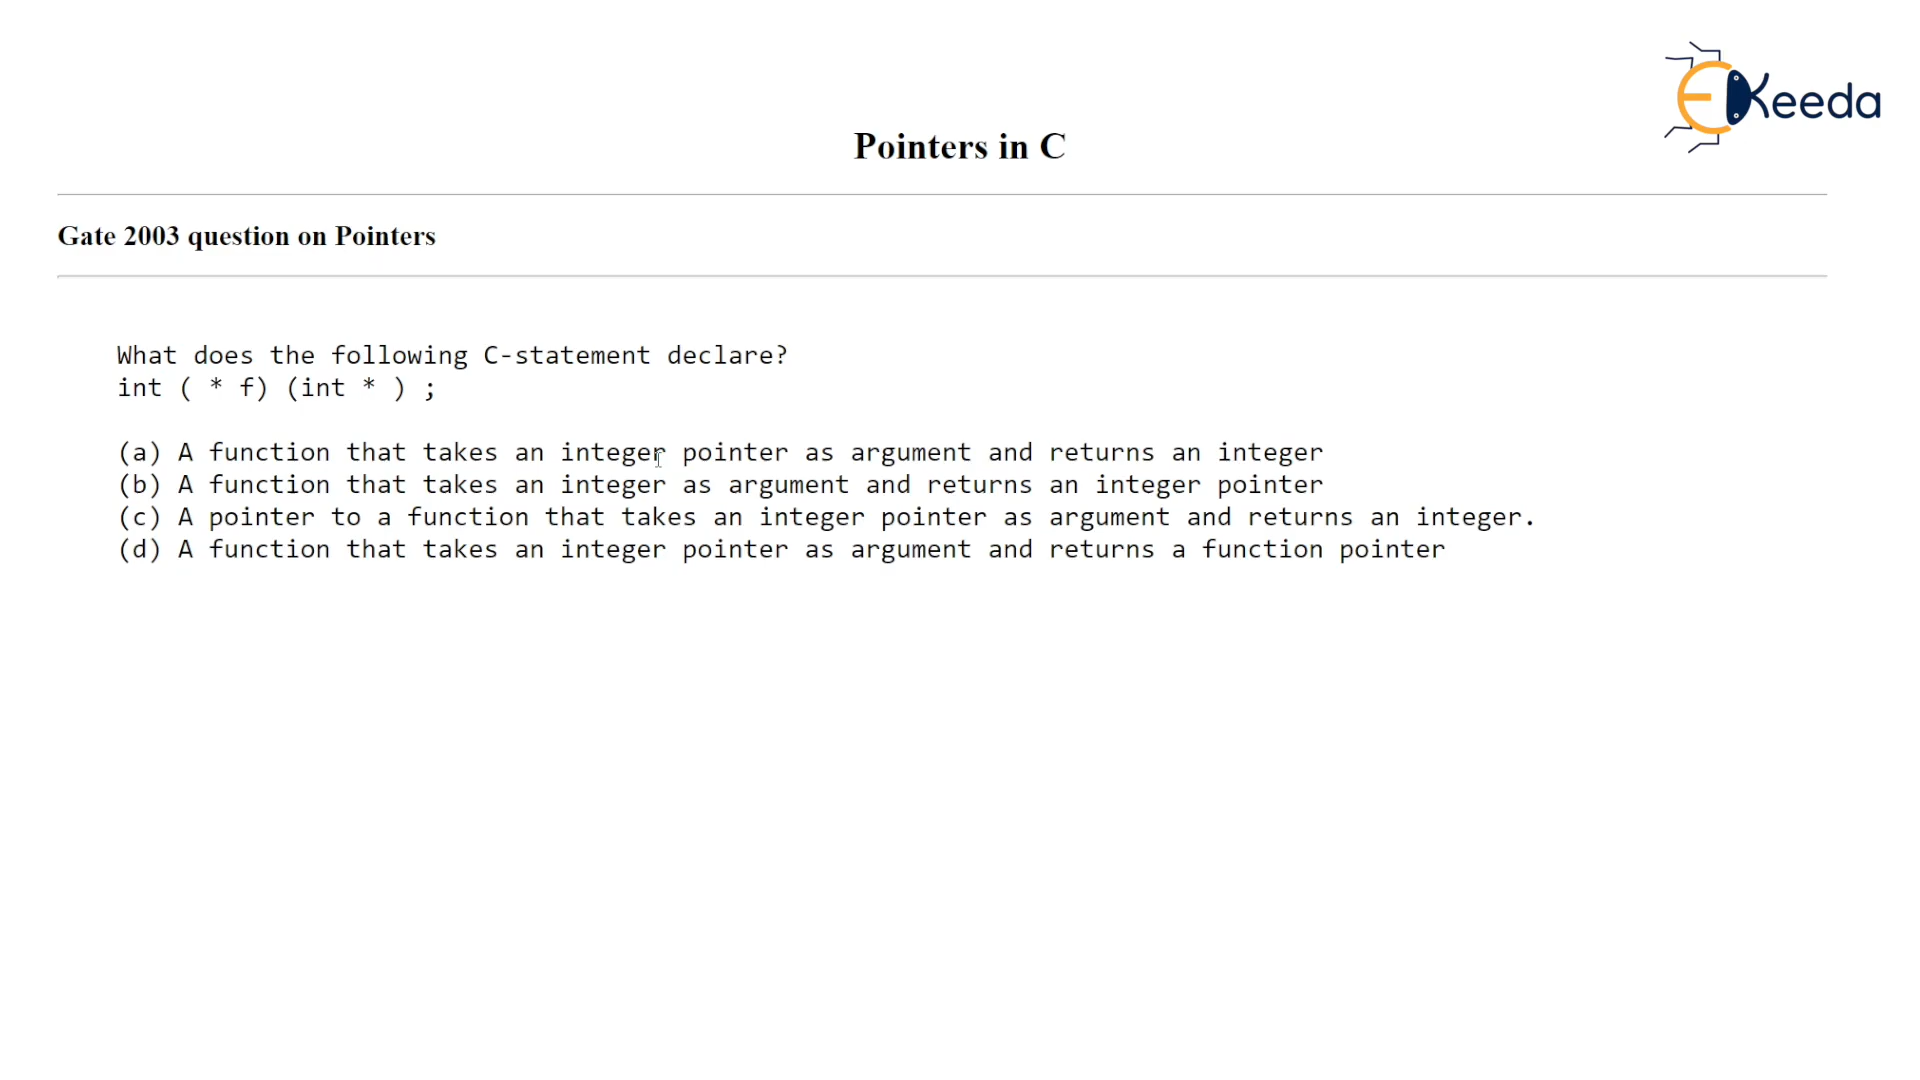 EKeeda
Pointers in C
Gate 2003 question on Pointers
What does the following C-statement declare?
int ( * f) (int * ) ;
(a) A function that takes an integer pointer as argument and returns an integer
(b) A function that takes an integer as argument and returns an integer pointer
(c) A pointer to a function that takes an integer pointer as argument and returns an integer.
(d) A function that takes an integer pointer as argument and returns a function pointer